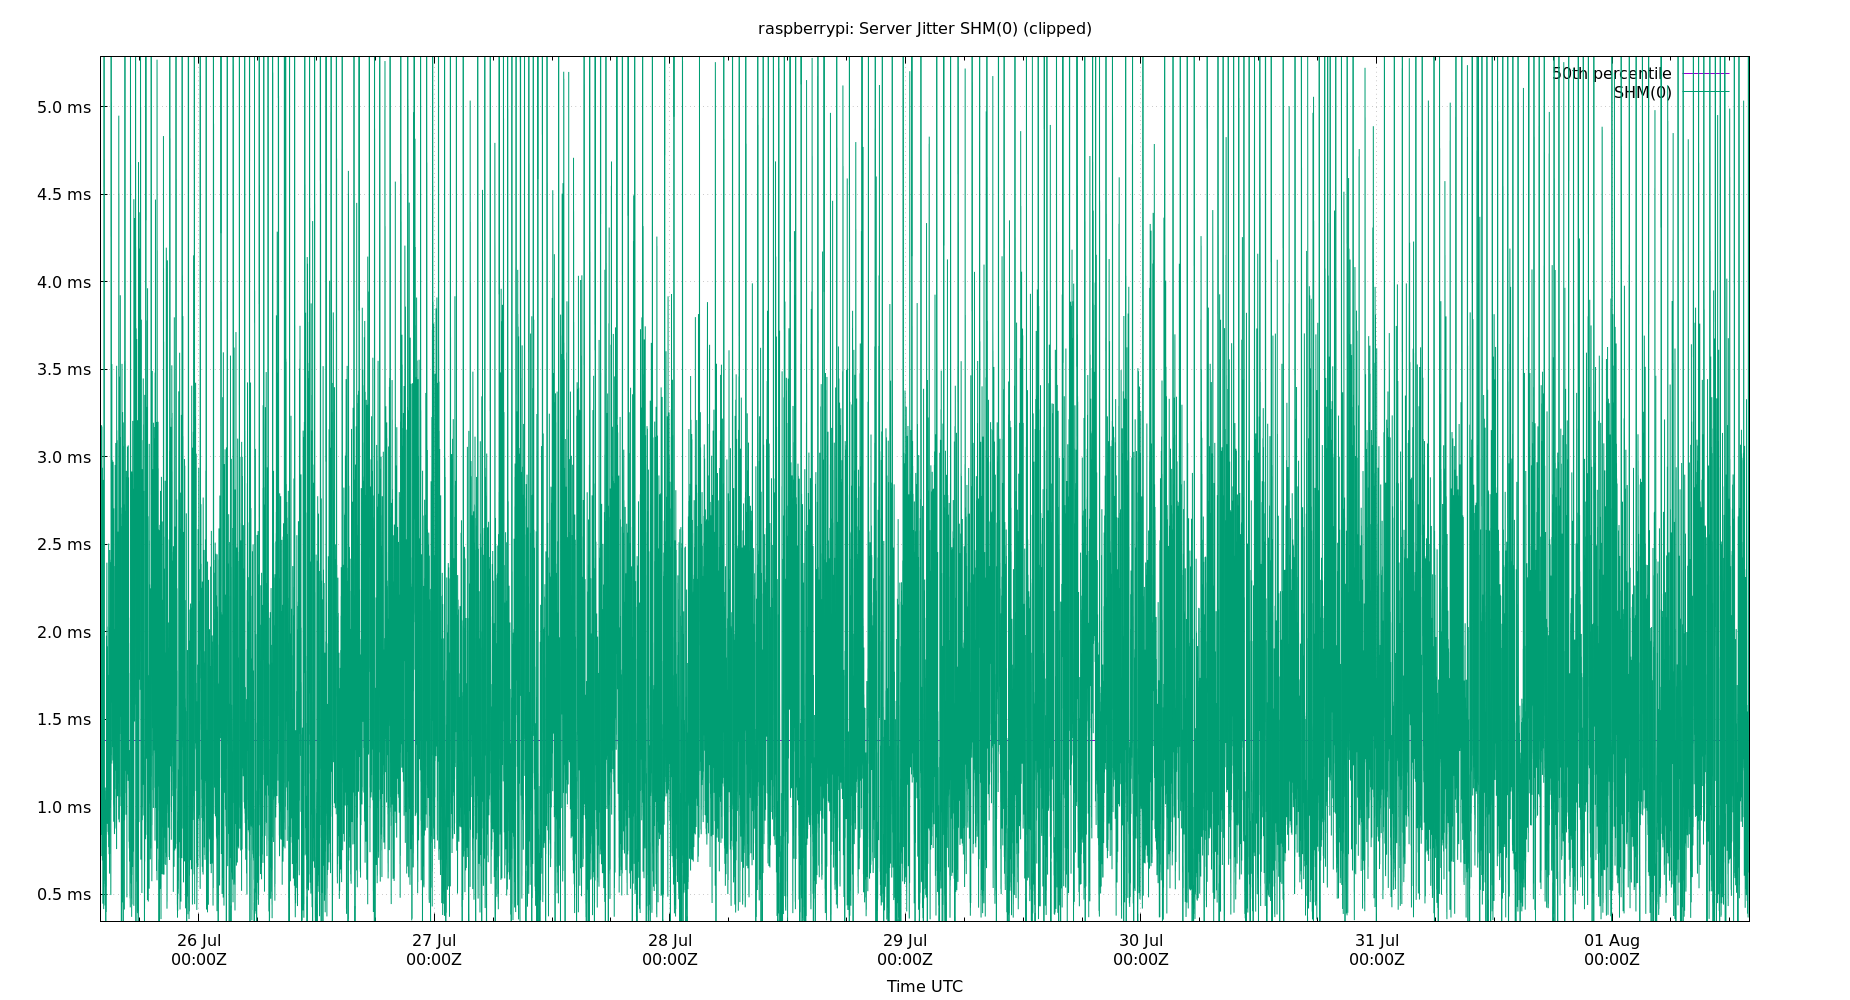 raspberrypi: Server Jitter SHM(0) (clipped)
50th percentile
SHM(0)
5.0 ms
4.5 ms
4.0 ms
3.5 ms
3.0 ms
2.5 ms
2.0 ms
1.5 ms
1.0 ms
0.5 ms
26 Jul 27 Jul 28 Jul 29 Jul 30 Jul 31 Jul 01 Aug
00:00Z 00:00Z 00:00Z 00:00Z 00:00Z 00:00Z 00:00Z
Time UTC